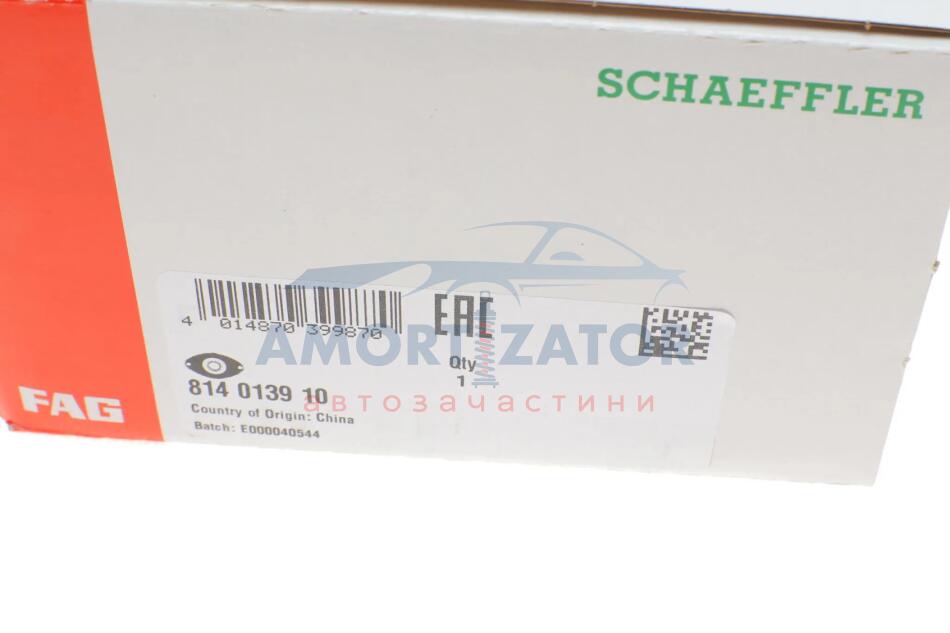 SCHAEFFLER
4 014870 399870
EAC
AMORTIZATOR
Qty
1
814 0139 10
автозачастини
Country of Origin: China
Batch: E000040544
FAG